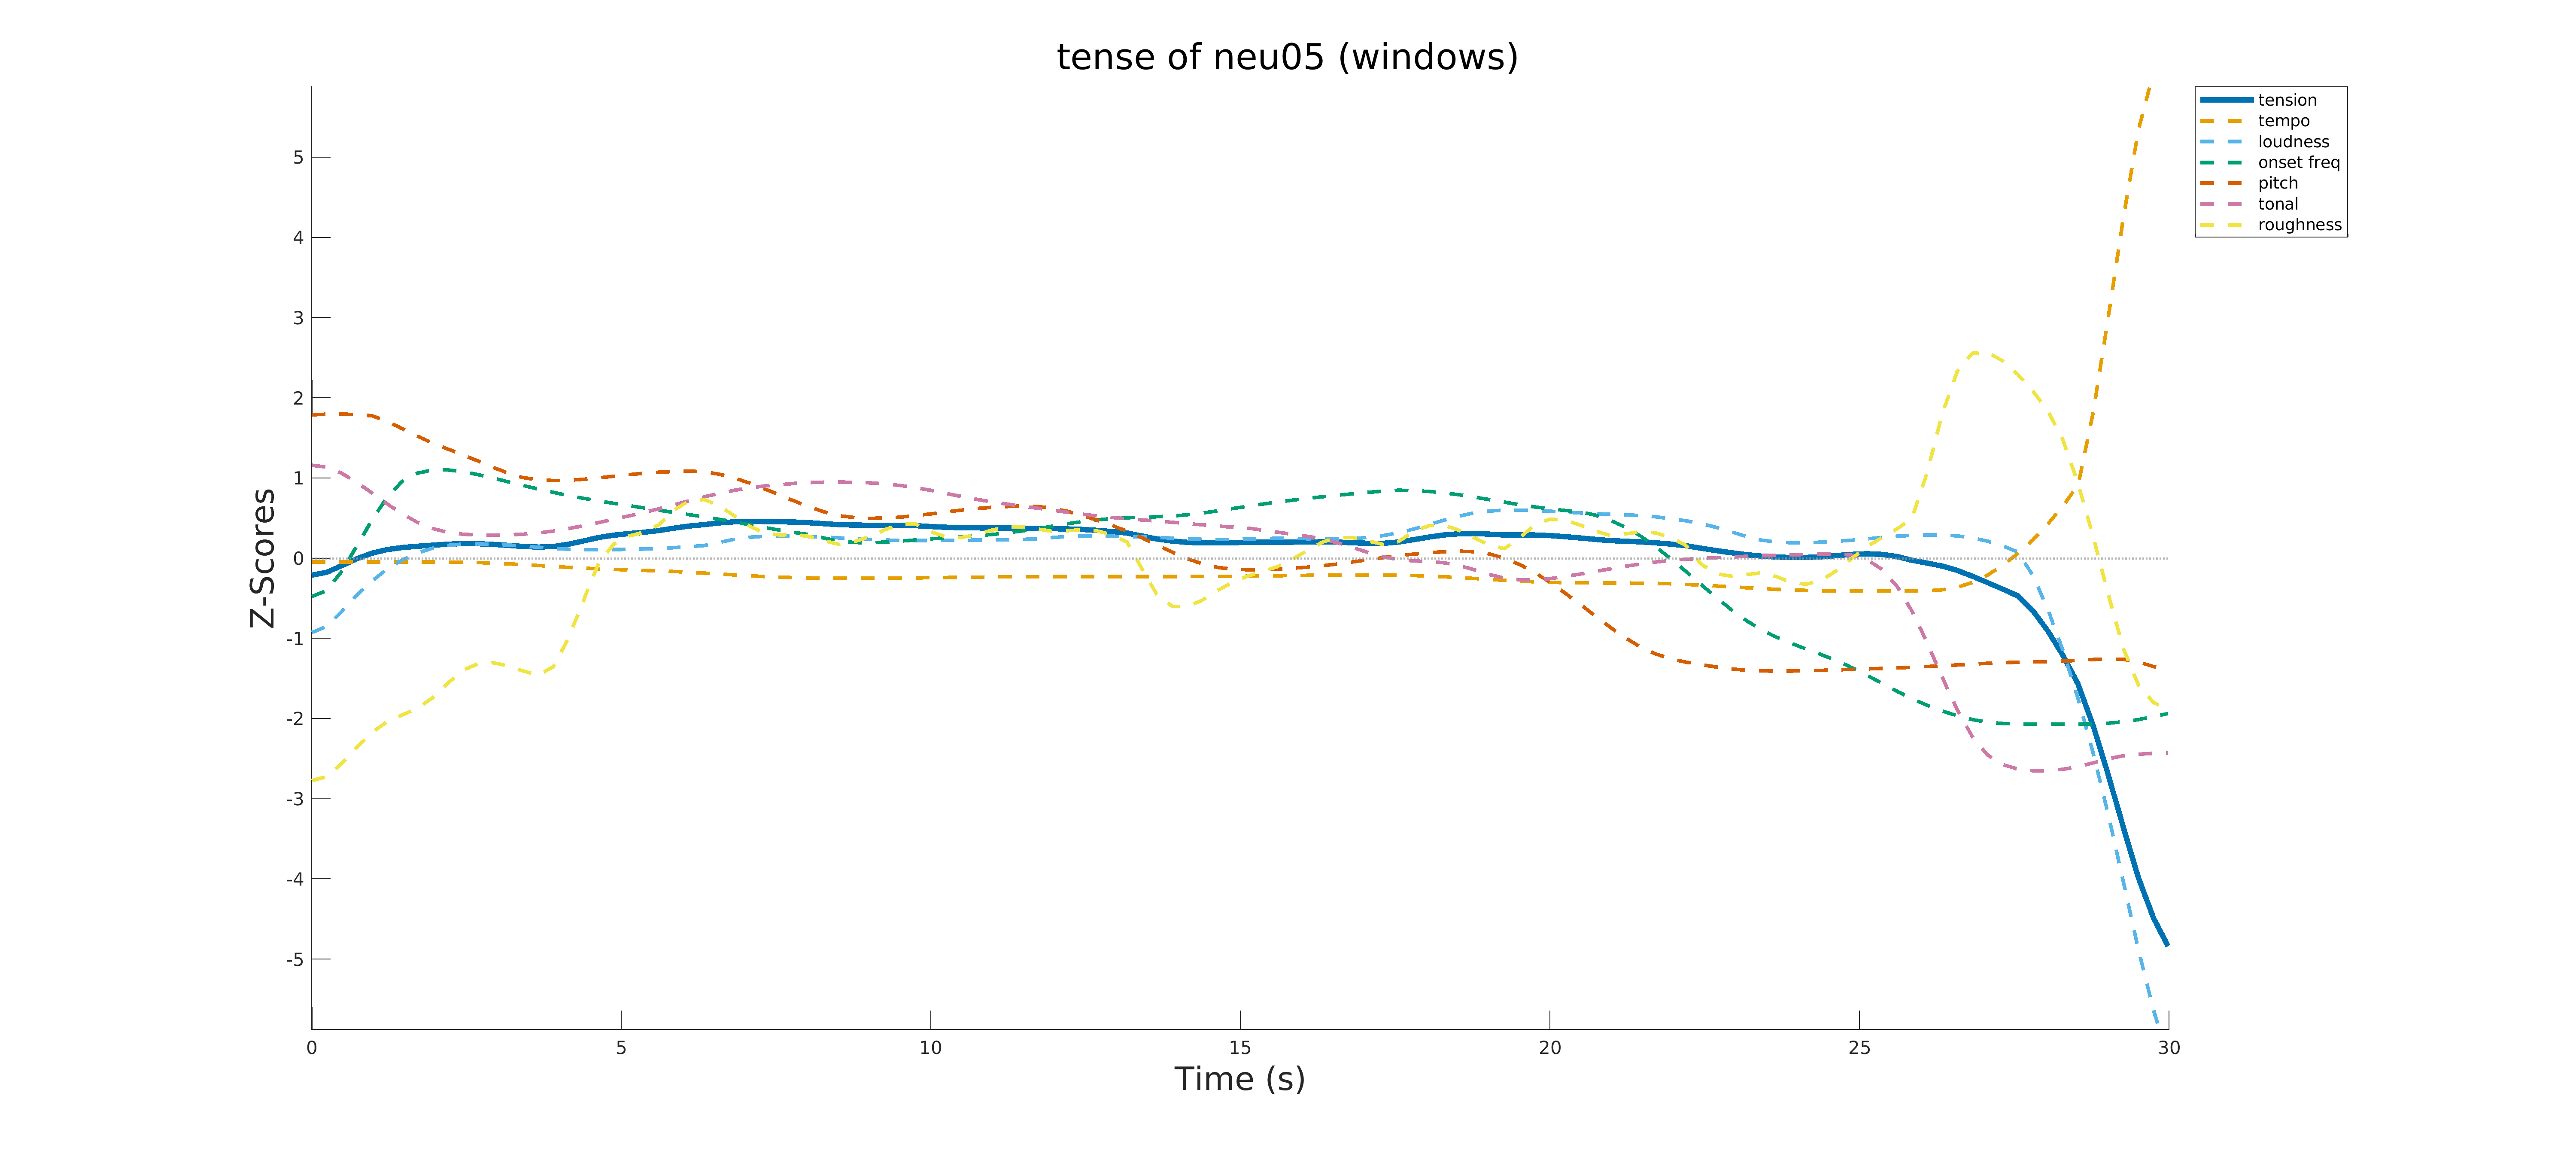 tense of neu05 (windows)
tension
tempo
loudness
onset freq
pitch
tonal
roughness
Z-Scores
5
4
3
2
1
0
-1
-2
-3
-4
-5
0 5 10 15 20 25 30
Time (s)